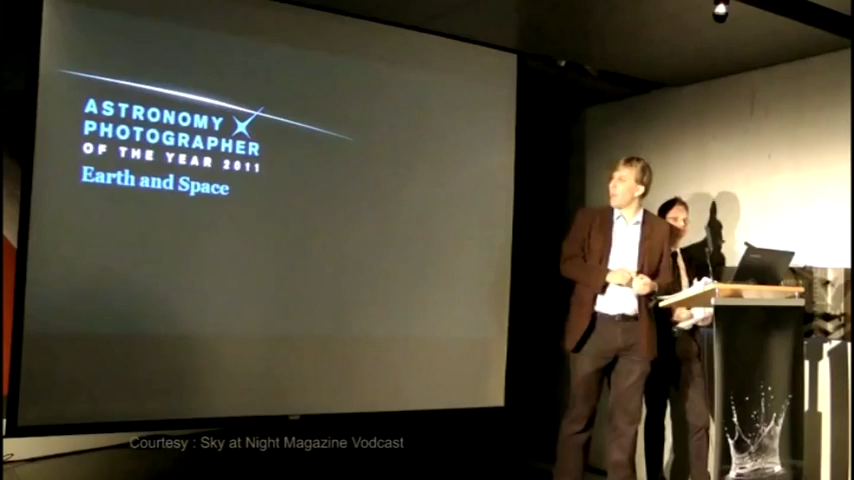 ASTRONOMY
PHOTOGRAPHER
OF THE YEAR 2011
Earth and Space
Courtesy : Sky at Night Magazine Vodcast